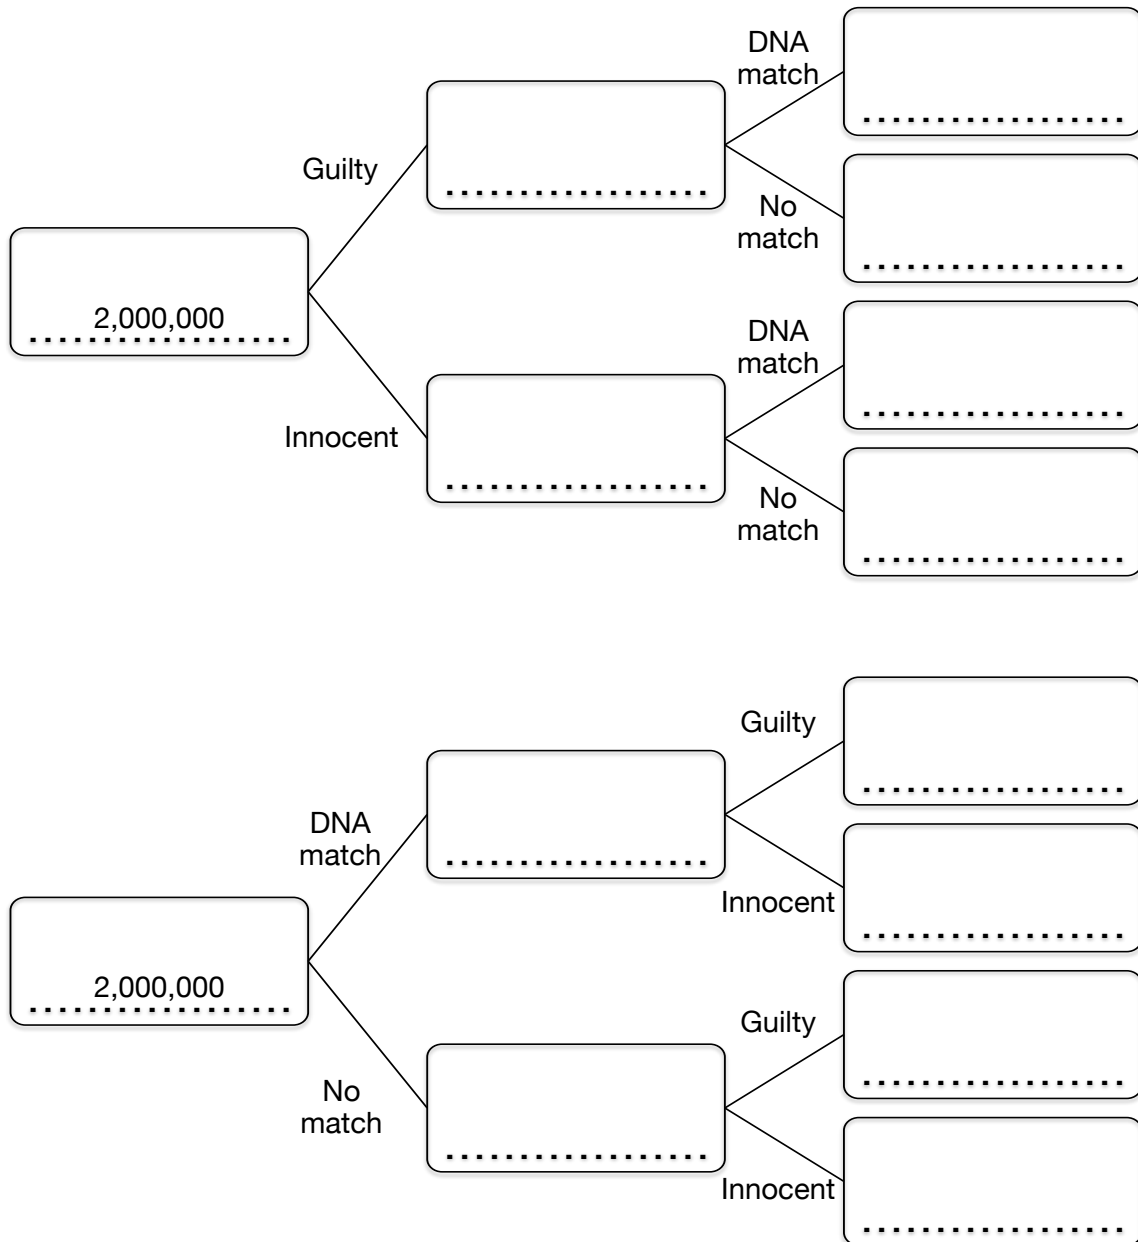 DNA
match
Guilty
No
match
2,000,000
DNA
match
Innocent
No
match
Guilty
DNA
match
Innocent
2,000,000
Guilty
No
match
Innocent